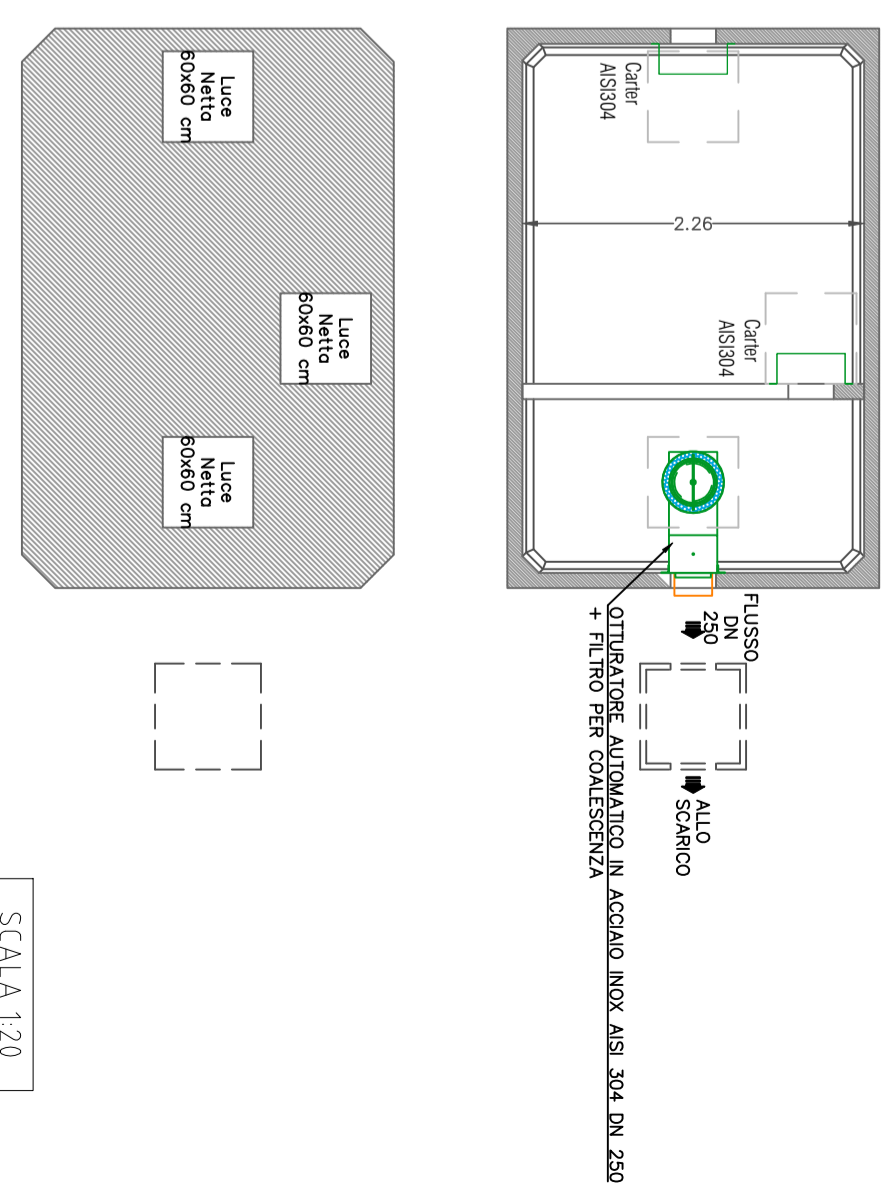 Carter
AISI304
2.26
Carter
AISI304
FLUSSO
DN
250
ALLO
SCARICO
OTTURATORE AUTOMATICO IN ACCIAIO INOX AISI 304 DN 250
+ FILTRO PER COALESCENZA
Luce
Netta
60x60 cm
Luce
Netta
60x60 cm
Luce
Netta
60x60 cm
SCALA 1:20